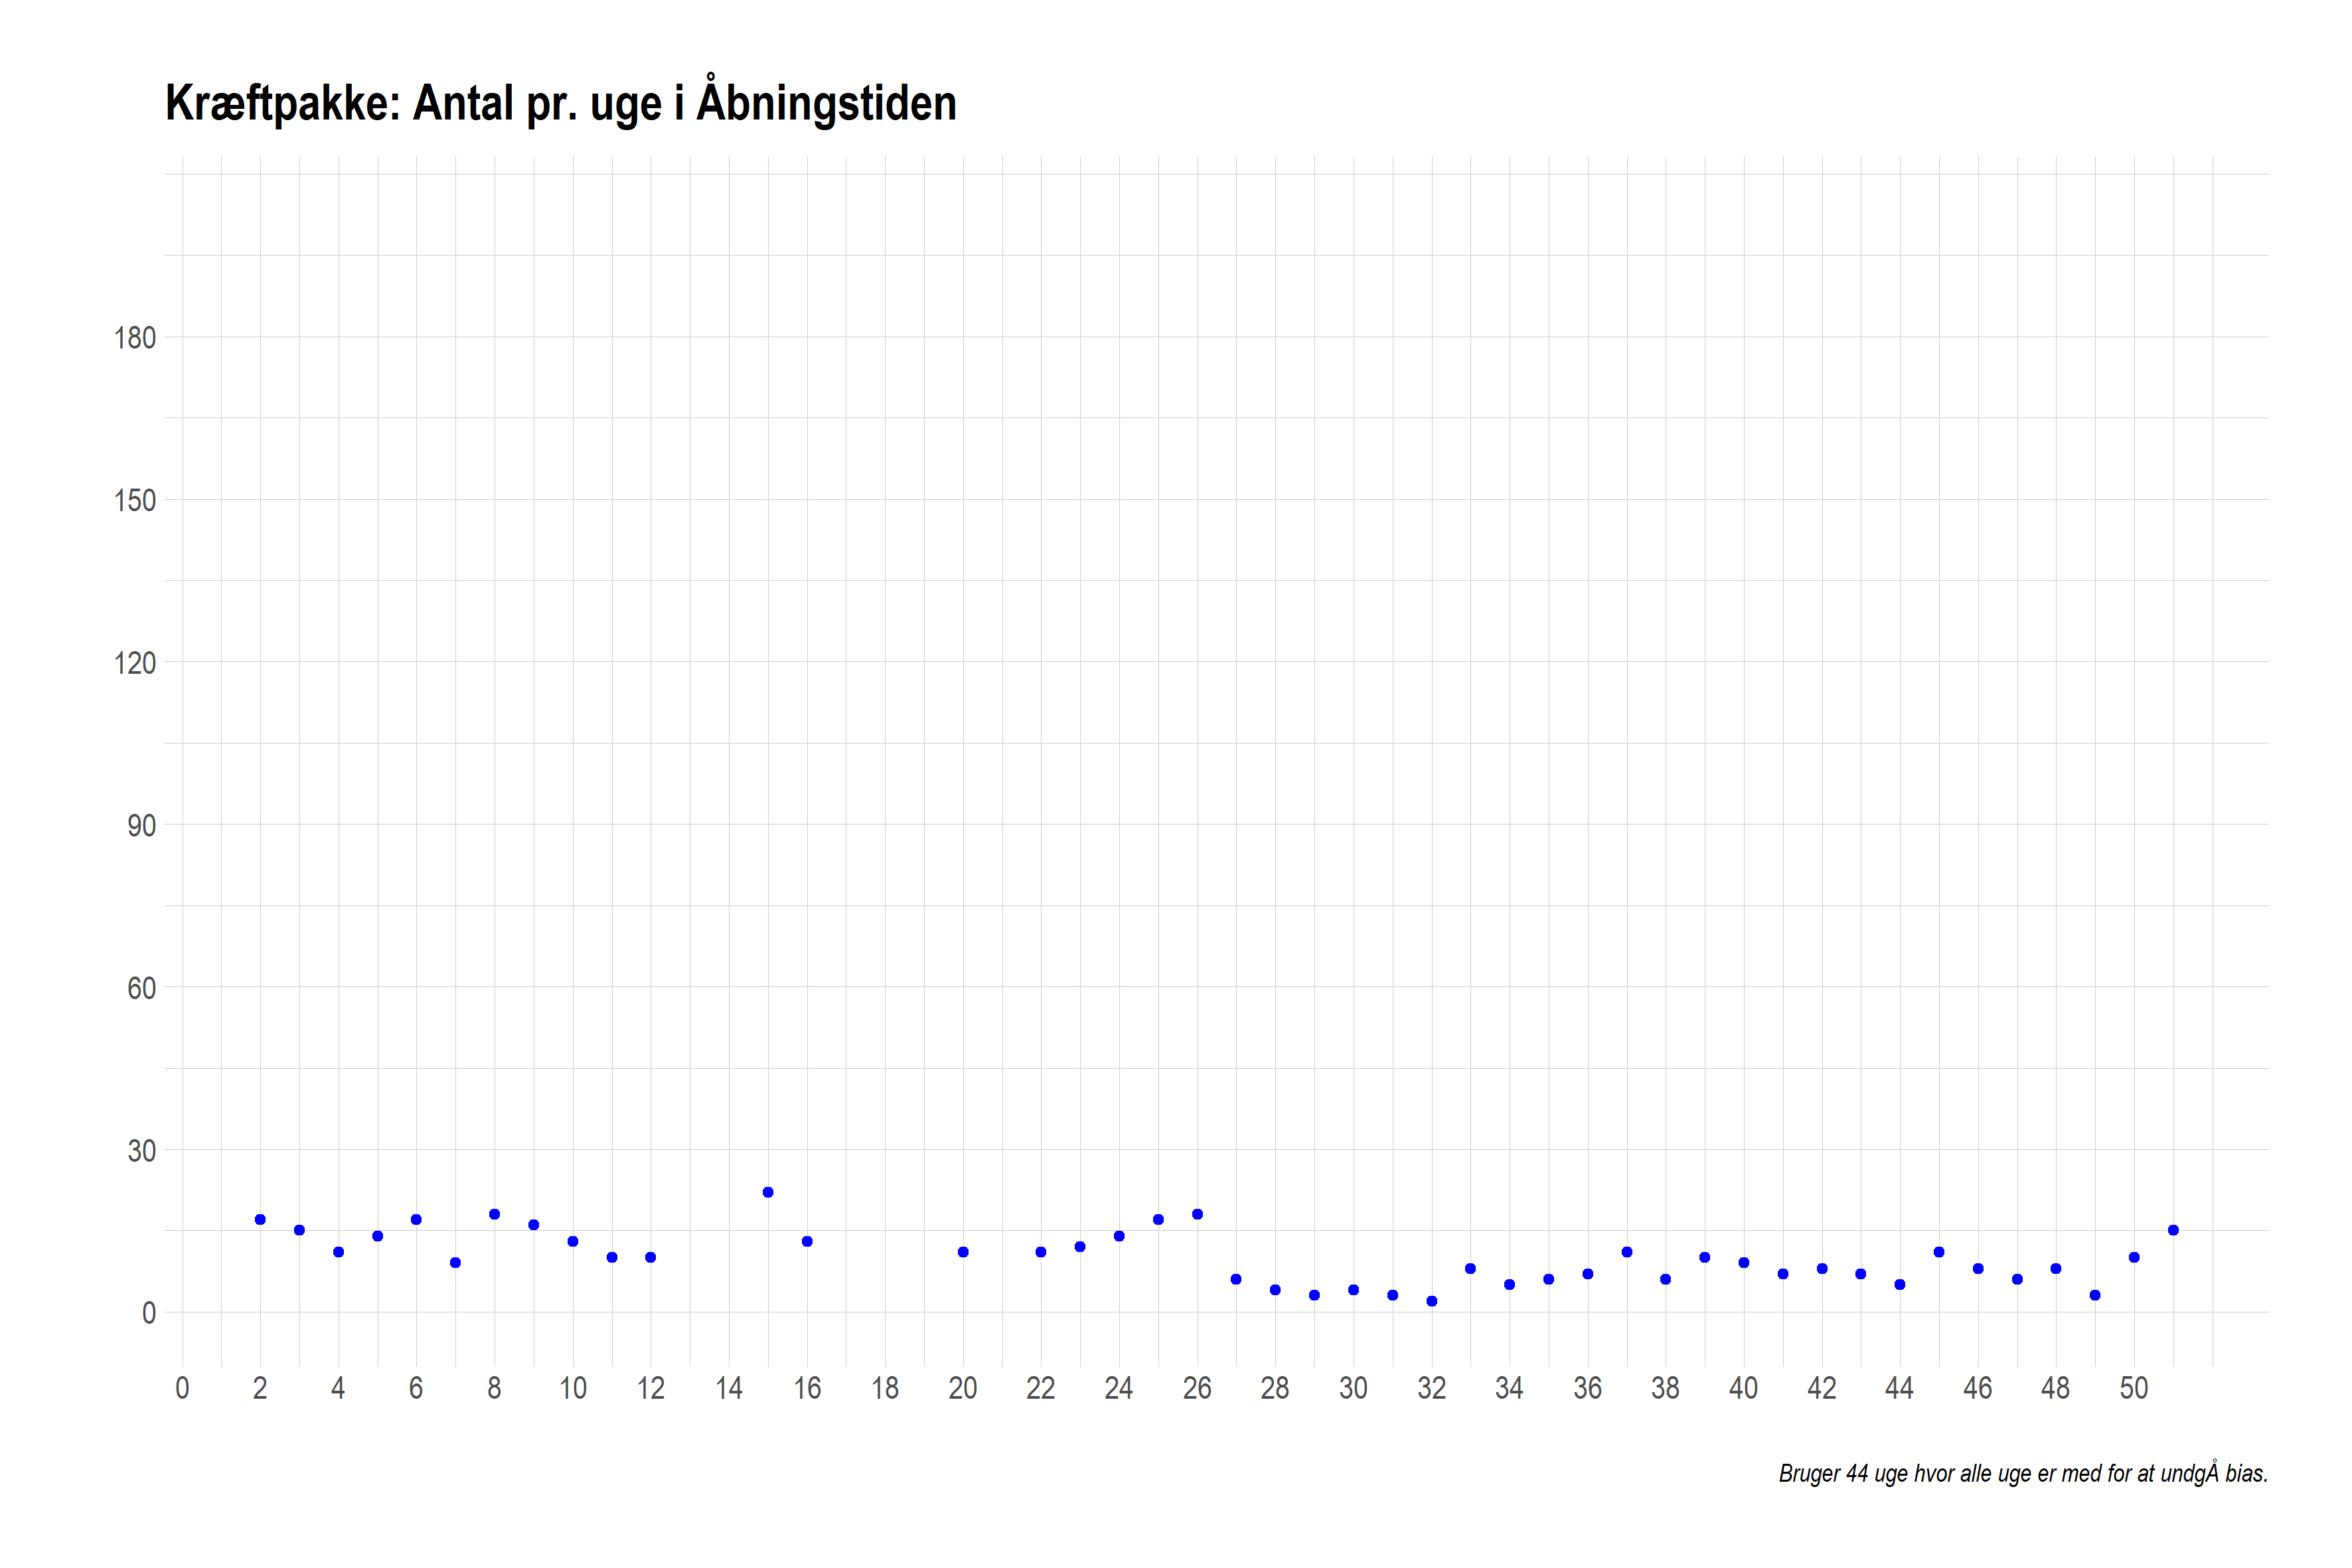 Kræftpakke: Antal pr. uge i Åbningstiden
180
150
120
90
60
30
0
0 2 4 6 8 10 12 14 16 18 20 22 24 26 28 30 32 34 36 38 40 42 44 46 48 50
Bruger 44 uge hvor alle uge er med for at undgÅ bias.